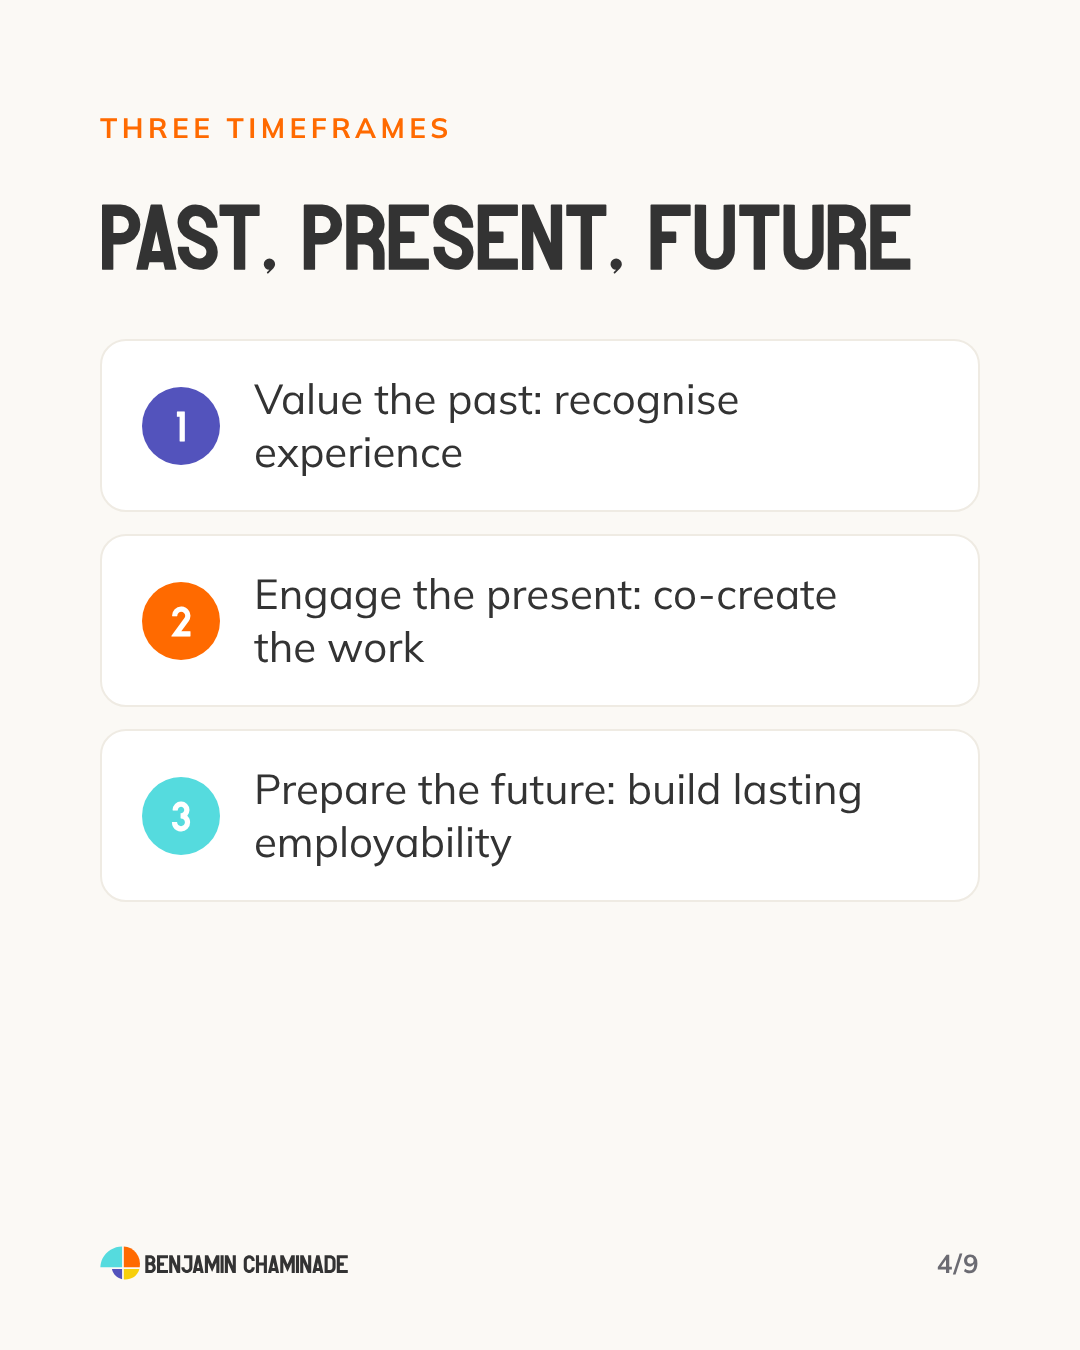 THREE TIMEFRAMES
PAST, PRESENT, FUTURE
1
Value the past: recognise
experience
2
Engage the present: co-create
the work
3
Prepare the future: build lasting
employability
BENJAMIN CHAMINADE
4/9